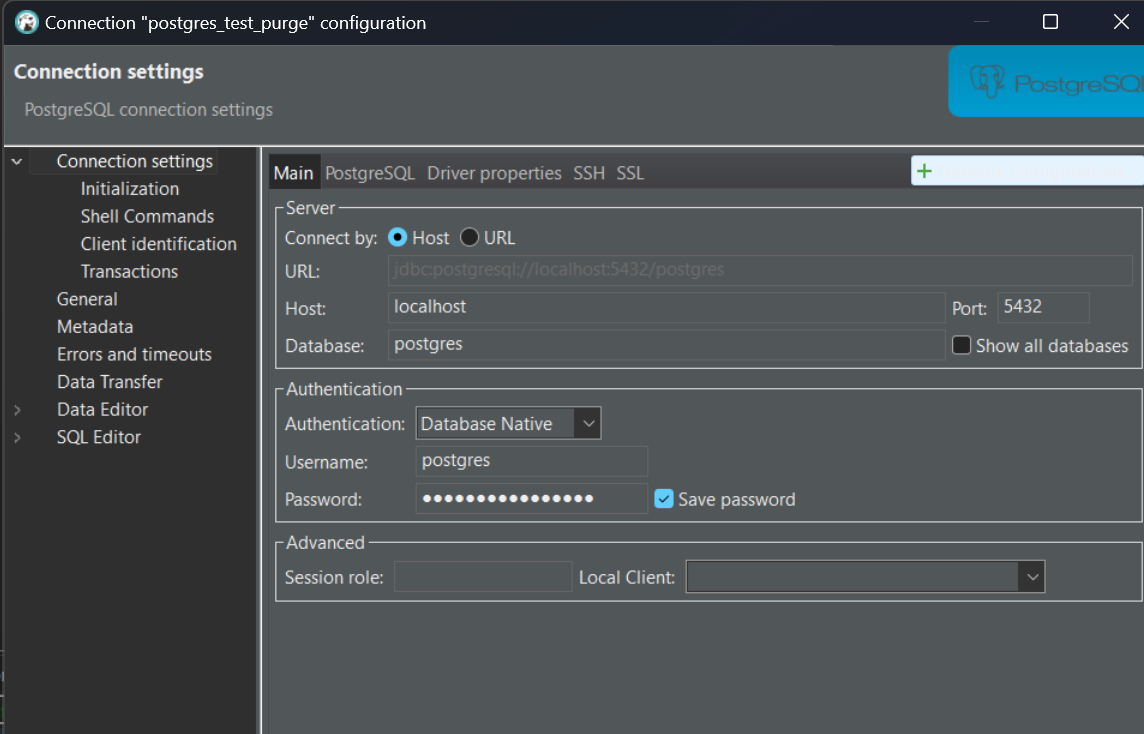 Connection "postgres_test_purge" configuration
Connection settings
PostgreSQL connection settings
PostgreSQL
Connection settings
Initialization
Shell Commands
Client identification
Transactions
General
Metadata
Errors and timeouts
Data Transfer
Data Editor
SQL Editor
Main PostgreSQL Driver properties SSH SSL
Server
Connect by: Host URL
URL: jdbc:postgresql://localhost:5432/postgres
Host: localhost Port: 5432
Database: postgres Show all databases
Authentication
Authentication: Database Native
Username: postgres
Password: •••••••••••••••• Save password
Advanced
Session role: Local Client: